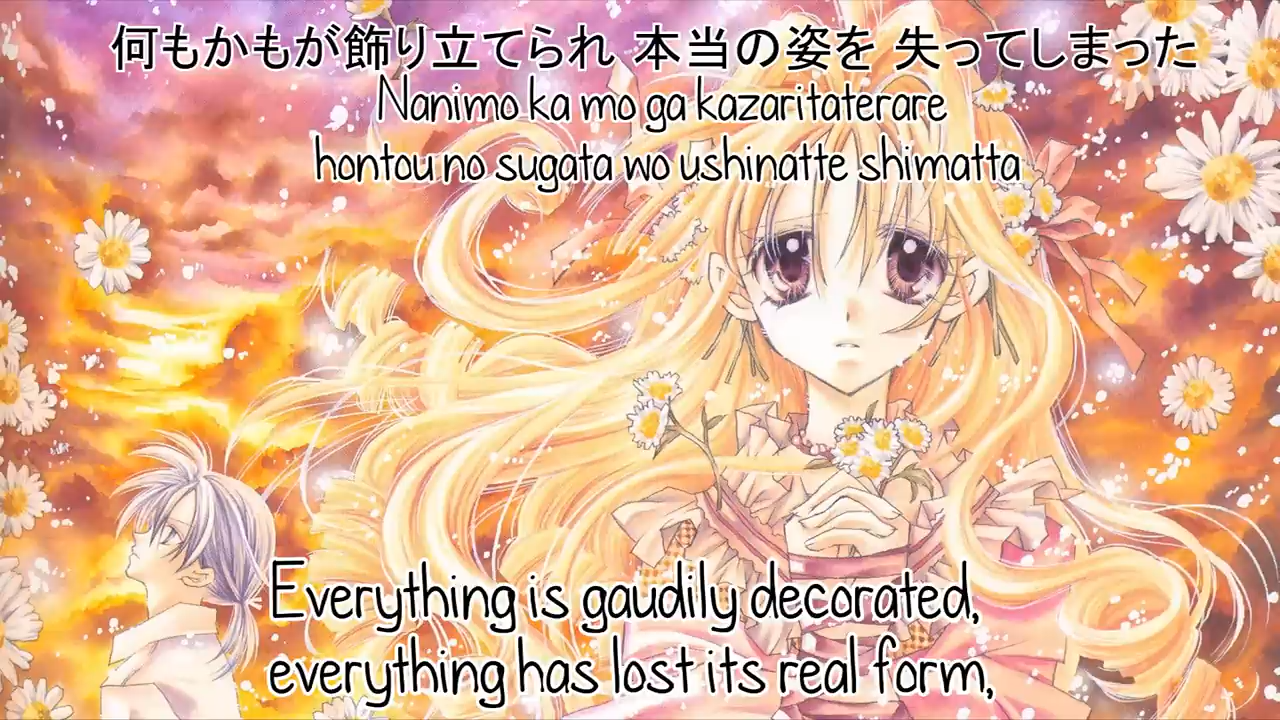 何もかもが飾り立てられ 本当の姿を 失ってしまった
Nanimo ka mo ga kazaritaterare
hontou no sugata wo ushinatte shimatta
Everything is gaudily decorated,
everything has lost its real form,